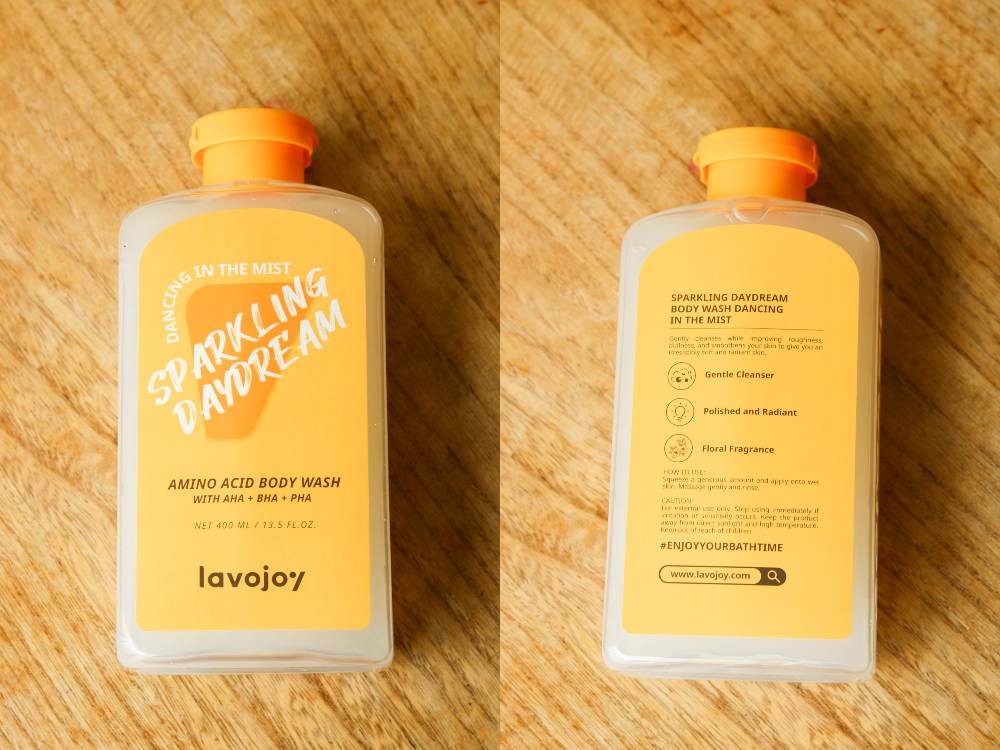 DANCING IN THE MIST
SPARKLING
DAYDREAM
AMINO ACID BODY WASH
WITH AHA + BHA + PHA
NET 400 ML / 13.5 FL.OZ.
lavojoy
SPARKLING DAYDREAM
BODY WASH DANCING
IN THE MIST
Gently cleanses while improving roughness,
dullness, and smoothens your skin to give you an
irresistibly soft and radiant skin.
Gentle Cleanser
Polished and Radiant
Floral Fragrance
HOW TO USE:
Squeeze a generous amount and apply onto wet
skin. Massage gently and rinse.
CAUTION:
For external use only. Stop using immediately if
irritation or sensitivity occurs. Keep the product
away from direct sunlight and high temperature.
Keep out of reach of children.
#ENJOYYOURBATHTIME
www.lavojoy.com